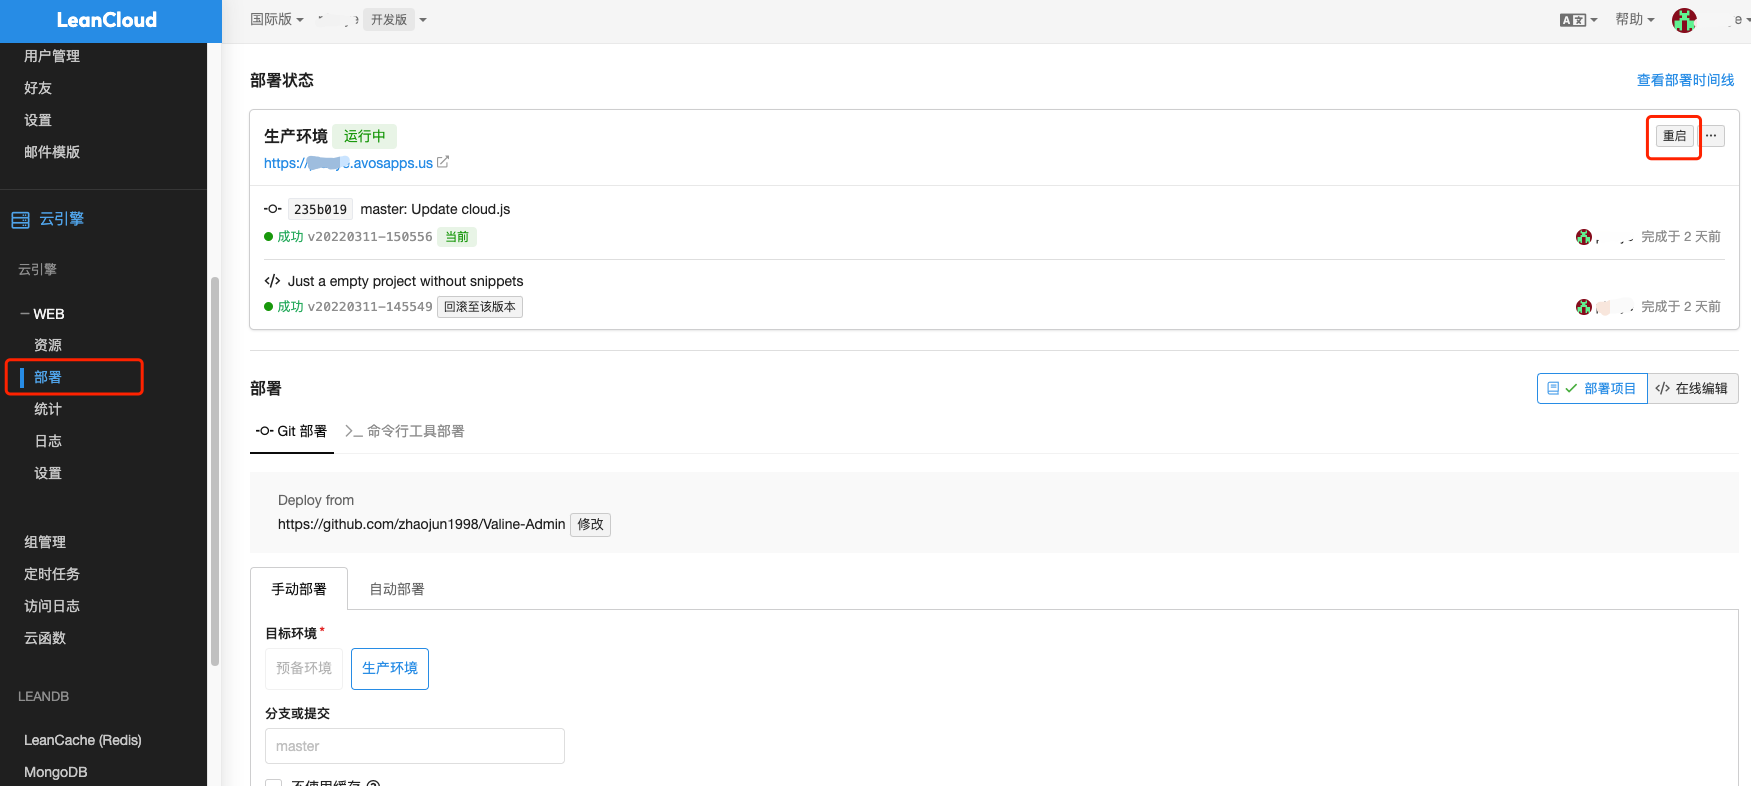 LeanCloud
国际版
开发版
帮助
用户管理
好友
设置
邮件模版
云引擎
云引擎
WEB
资源
部署
统计
日志
设置
组管理
定时任务
访问日志
云函数
LEANDB
LeanCache (Redis)
MongoDB
部署状态
查看部署时间线
生产环境 运行中
重启 ···
https:// .avosapps.us
235b019 master: Update cloud.js
成功 v20220311-150556 当前
完成于 2 天前
</> Just a empty project without snippets
成功 v20220311-145549 回滚至该版本
完成于 2 天前
部署
部署项目 </> 在线编辑
Git 部署 >_ 命令行工具部署
Deploy from
https://github.com/zhaojun1998/Valine-Admin 修改
手动部署 自动部署
目标环境*
预备环境 生产环境
分支或提交
master
不使用缓存